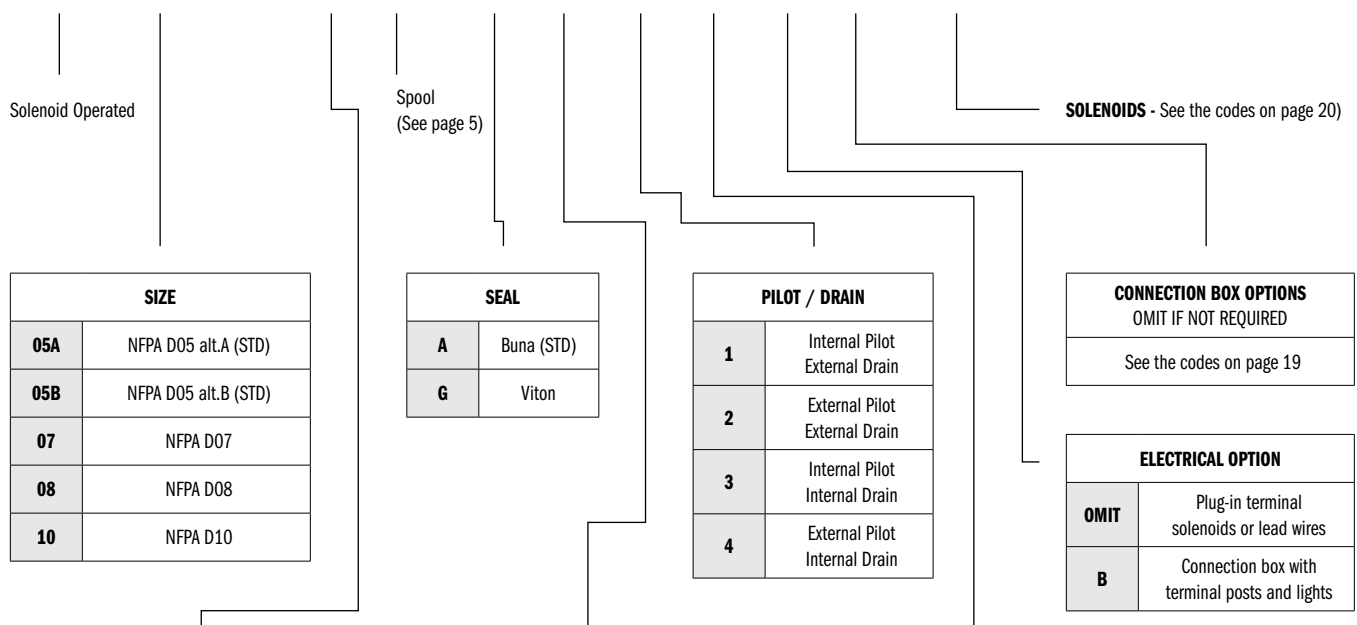 Solenoid Operated
Spool
(See page 5)
SOLENOIDS - See the codes on page 20)
SIZE
05A NFPA D05 alt.A (STD)
05B NFPA D05 alt.B (STD)
07 NFPA D07
08 NFPA D08
10 NFPA D10
SEAL
A Buna (STD)
G Viton
PILOT / DRAIN
1 Internal Pilot
External Drain
2 External Pilot
External Drain
3 Internal Pilot
Internal Drain
4 External Pilot
Internal Drain
CONNECTION BOX OPTIONS
OMIT IF NOT REQUIRED
See the codes on page 19
ELECTRICAL OPTION
OMIT Plug-in terminal
solenoids or lead wires
B Connection box with
terminal posts and lights